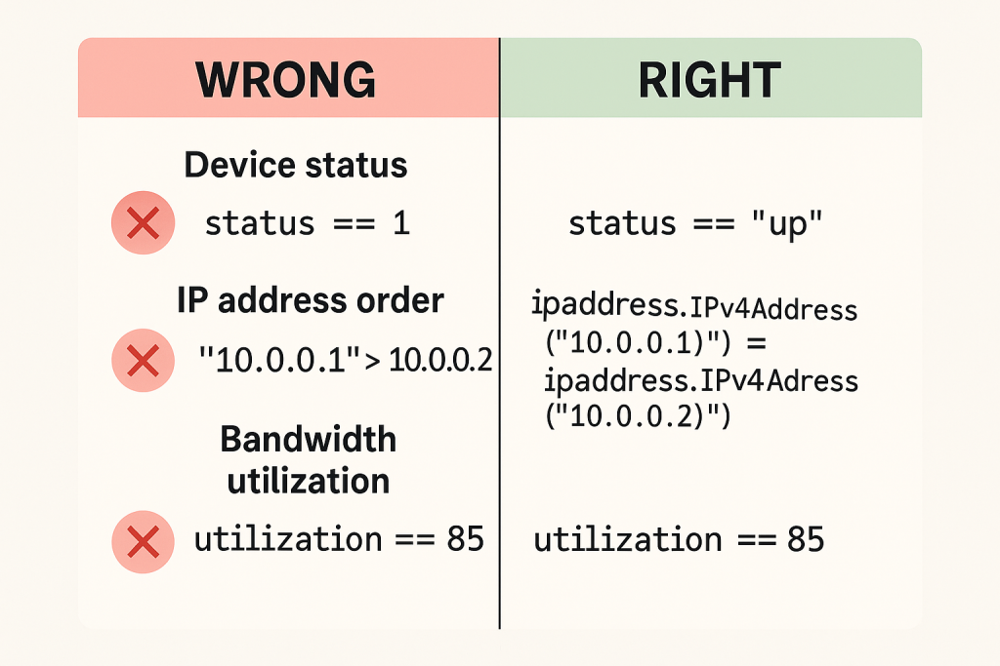 WRONG
RIGHT
Device status
status == 1
status == "up"
IP address order
"10.0.0.1"> 10.0.0.2
ipaddress.IPv4Address
("10.0.0.1)") =
ipaddress.IPv4Adress
("10.0.0.2)")
Bandwidth
utilization
utilization == 85
utilization == 85